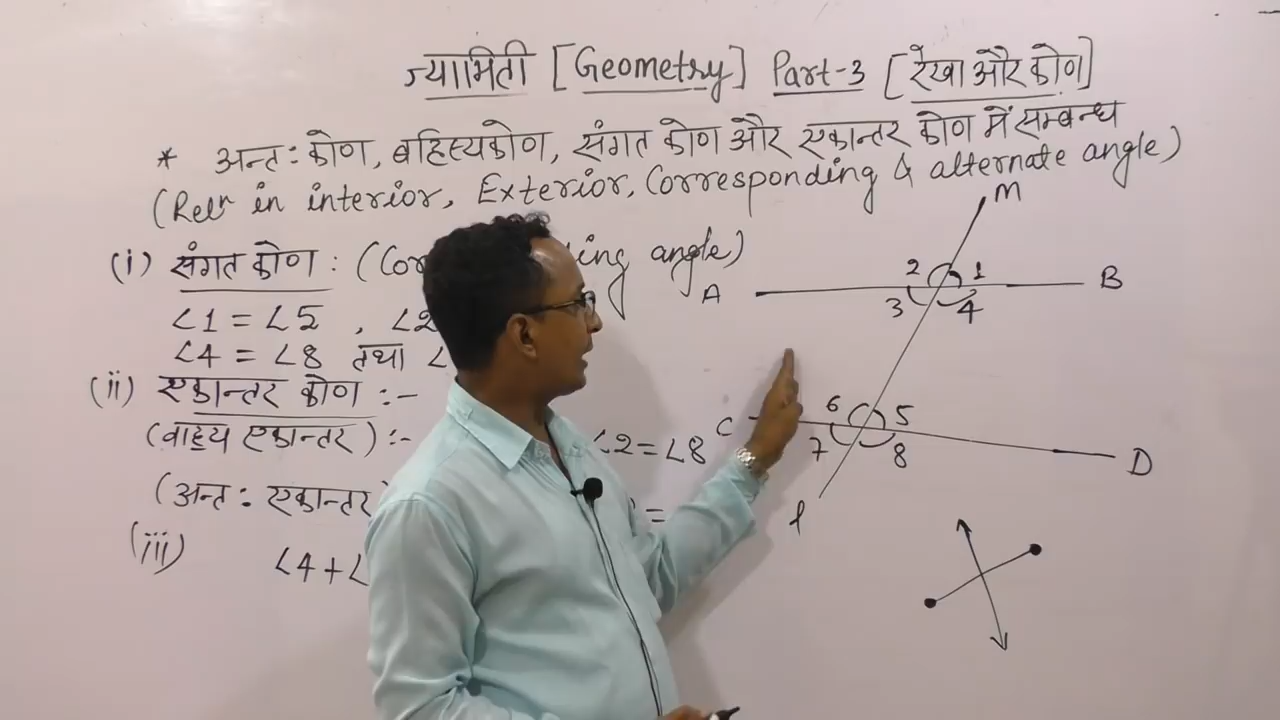 ज्यामिती [Geometry] Part-3 [रेखा और कोण]
* अन्तः कोण, बहिस्यकोण, संगत कोण और एकान्तर कोण में सम्बन्ध
(Relⁿ in interior, Exterior, Corresponding & alternate angle)
(i) संगत कोण : (Cor ing angle)
∠1 = ∠5 , ∠2
∠4 = ∠8 तथा ∠
(ii) एकान्तर कोण :-
(वाह्य एकान्तर) :- ∠2 = ∠8
(अन्त: एकान्तर =
(iii) ∠4 + ∠
M
2 1
A B
3 4
6 5
C D
7 8